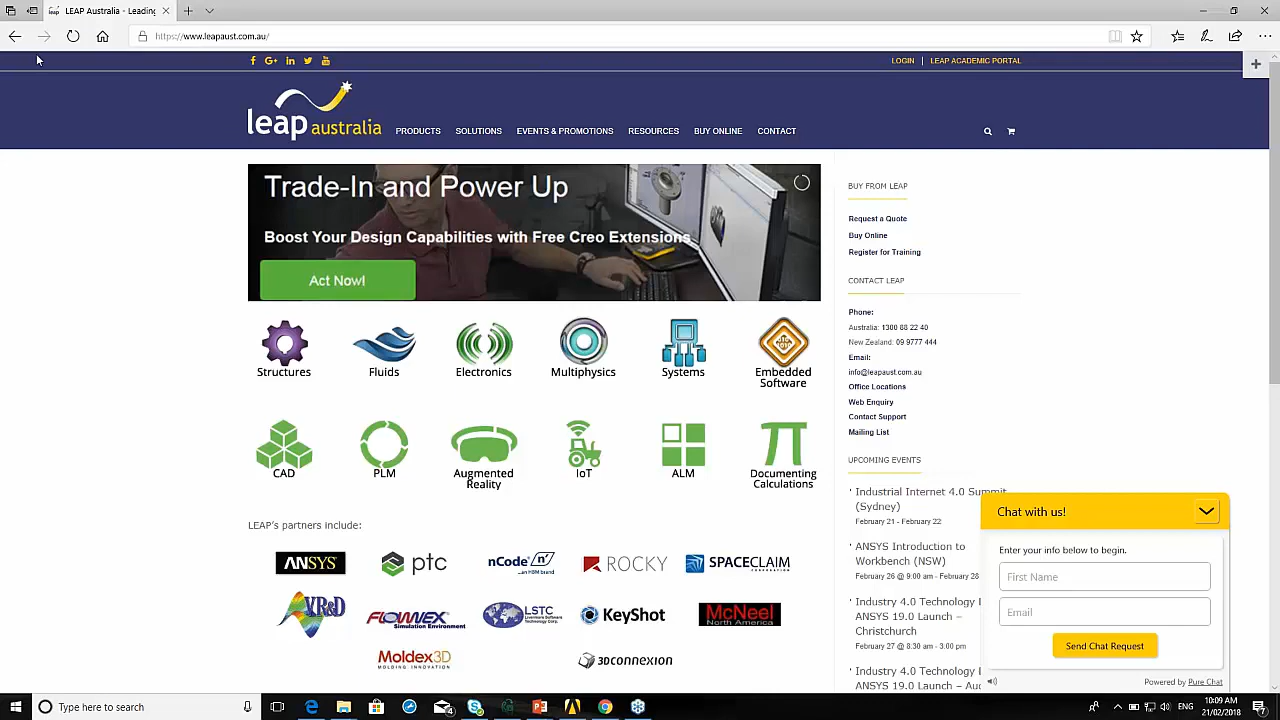 LEAP Australia - Leading
https://www.leapaust.com.au/
LOGIN | LEAP ACADEMIC PORTAL
leap australia
PRODUCTS SOLUTIONS EVENTS & PROMOTIONS RESOURCES BUY ONLINE CONTACT
Trade-In and Power Up
Boost Your Design Capabilities with Free Creo Extensions
Act Now!
Structures Fluids Electronics Multiphysics Systems Embedded Software
CAD PLM Augmented Reality IoT ALM Documenting Calculations
LEAP's partners include:
ANSYS ptc nCode ROCKY SPACECLAIM
VR&D FLOWNEX LSTC KeyShot McNeel
Simulation Environment North America
Moldex3D 3DCONNEXION
MOLDING INNOVATION
BUY FROM LEAP
Request a Quote
Buy Online
Register for Training
CONTACT LEAP
Phone:
Australia: 1300 88 22 40
New Zealand: 09 9777 444
Email:
info@leapaust.com.au
Office Locations
Web Enquiry
Contact Support
Mailing List
UPCOMING EVENTS
Industrial Internet 4.0 Summit
(Sydney)
February 21 - February 22
ANSYS Introduction to
Workbench (NSW)
February 26 @ 9:00 am - February 28
Industry 4.0 Technology
ANSYS 19.0 Launch –
Christchurch
February 27 @ 8:30 am - 3:00 pm
Industry 4.0 Technology
ANSYS 19.0 Launch –
Chat with us!
Enter your info below to begin.
First Name
Email
Send Chat Request
Powered by Pure Chat
Type here to search
ENG
10:09 AM
21/02/2018